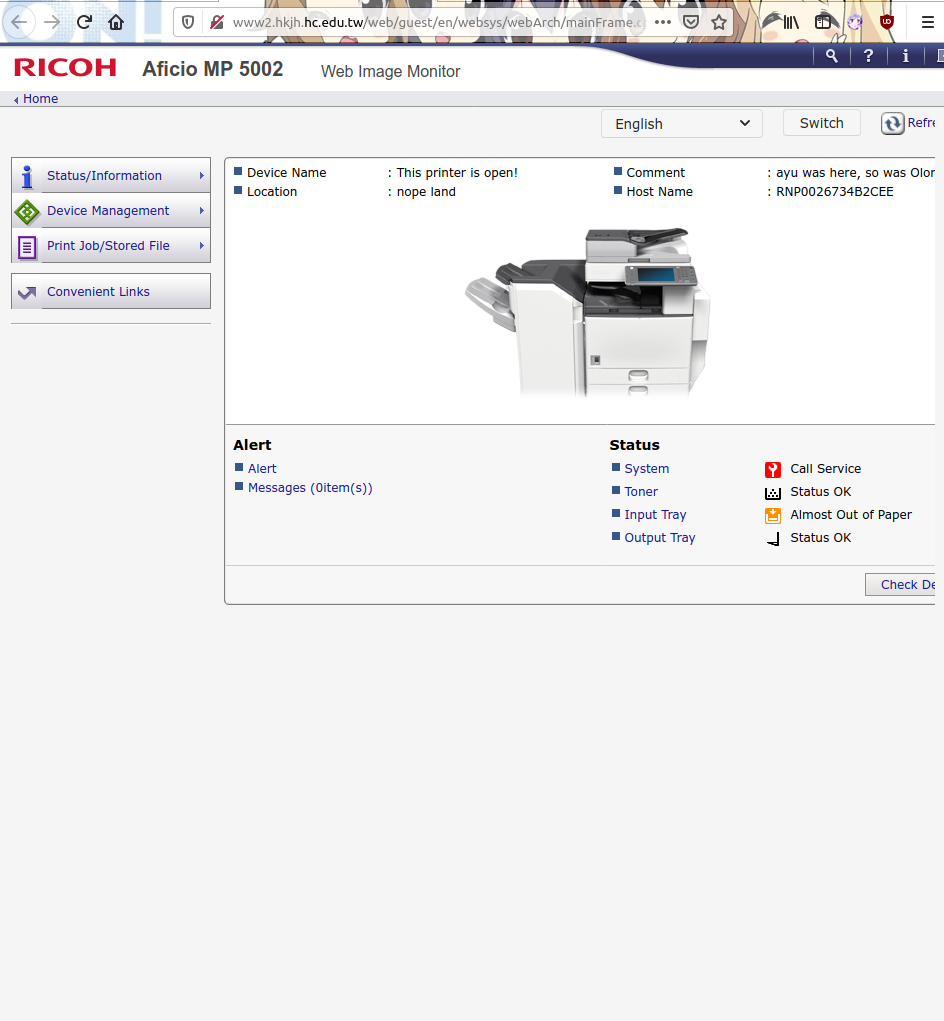 www2.hkjh.hc.edu.tw/web/guest/en/websys/webArch/mainFrame.c
RICOH Aficio MP 5002 Web Image Monitor
Home
English Switch Refre
Status/Information
Device Management
Print Job/Stored File
Convenient Links
Device Name : This printer is open! Comment : ayu was here, so was Olor
Location : nope land Host Name : RNP0026734B2CEE
Alert Status
Alert System Call Service
Messages (0item(s)) Toner Status OK
Input Tray Almost Out of Paper
Output Tray Status OK
Check De